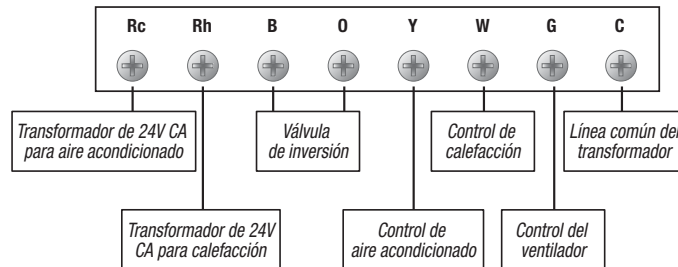 Rc Rh B O Y W G C
Transformador de 24V CA
para aire acondicionado
Válvula
de inversión
Control de
calefacción
Línea común del
transformador
Transformador de 24V
CA para calefacción
Control de
aire acondicionado
Control del
ventilador